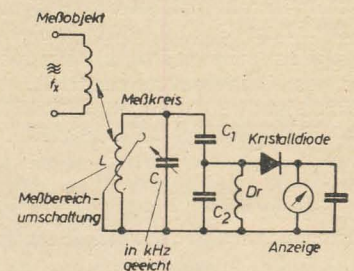 Meßobjekt
≈ fₓ
Meßkreis
C₁
Kristalldiode
L
C
Meßbereich-
umschaltung
C₂
Dr
Anzeige
in kHz
geeicht